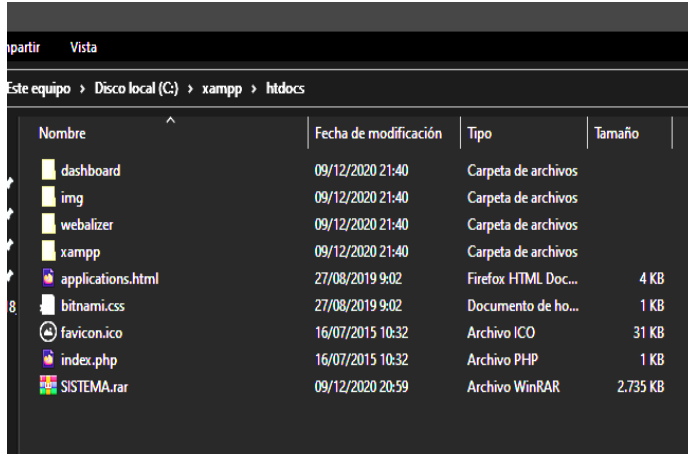 mpartir Vista
Este equipo > Disco local (C:) > xampp > htdocs
Nombre Fecha de modificación Tipo Tamaño
dashboard 09/12/2020 21:40 Carpeta de archivos
img 09/12/2020 21:40 Carpeta de archivos
webalizer 09/12/2020 21:40 Carpeta de archivos
xampp 09/12/2020 21:40 Carpeta de archivos
applications.html 27/08/2019 9:02 Firefox HTML Doc... 4 KB
8 bitnami.css 27/08/2019 9:02 Documento de ho... 1 KB
favicon.ico 16/07/2015 10:32 Archivo ICO 31 KB
index.php 16/07/2015 10:32 Archivo PHP 1 KB
SISTEMA.rar 09/12/2020 20:59 Archivo WinRAR 2.735 KB